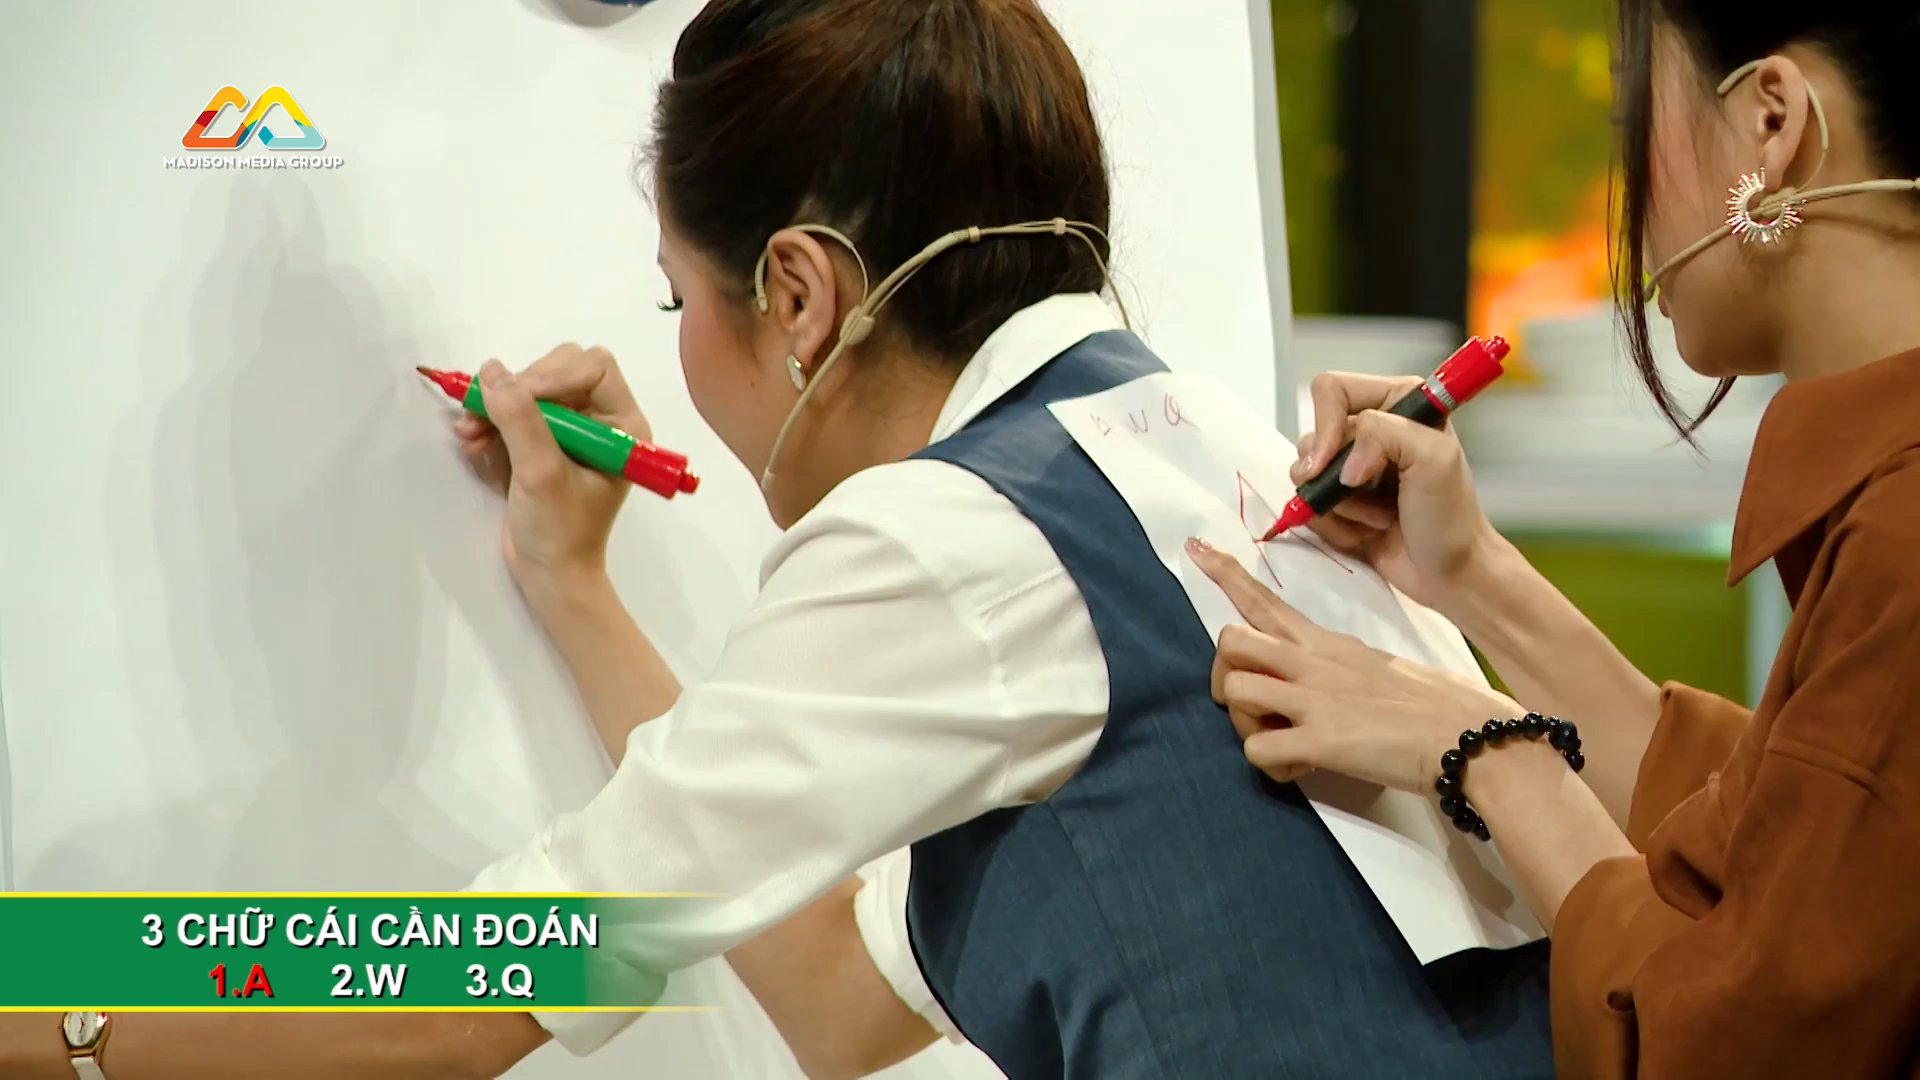 MADISON MEDIA GROUP
A W Q
A
3 CHỮ CÁI CẦN ĐOÁN
1.A 2.W 3.Q